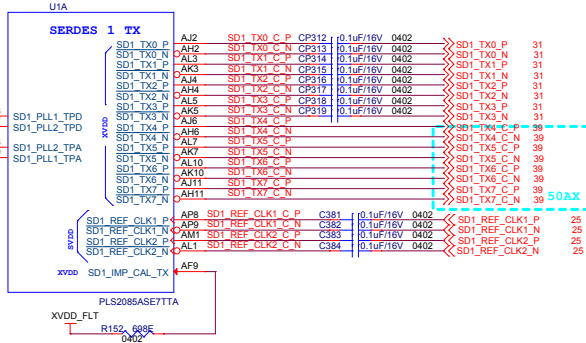 U1A
SERDES 1 TX
SD1_TX0_P AJ2 SD1_TX0_C_P CP312 0.1uF/16V 0402 SD1_TX0_P 31
SD1_TX0_N AH2 SD1_TX0_C_N CP313 0.1uF/16V 0402 SD1_TX0_N 31
SD1_TX1_P AL3 SD1_TX1_C_P CP314 0.1uF/16V 0402 SD1_TX1_P 31
SD1_TX1_N AK3 SD1_TX1_C_N CP315 0.1uF/16V 0402 SD1_TX1_N 31
SD1_TX2_P AJ4 SD1_TX2_C_P CP316 0.1uF/16V 0402 SD1_TX2_P 31
SD1_TX2_N AH4 SD1_TX2_C_N CP317 0.1uF/16V 0402 SD1_TX2_N 31
SD1_TX3_P AL5 SD1_TX3_C_P CP318 0.1uF/16V 0402 SD1_TX3_P 31
SD1_PLL1_TPD SD1_TX3_N AK5 SD1_TX3_C_N CP319 0.1uF/16V 0402 SD1_TX3_N 31
SD1_PLL2_TPD SD1_TX4_P AJ6 SD1_TX4_C_P SD1_TX4_C_P 39
XVDD
SD1_TX4_N AH6 SD1_TX4_C_N SD1_TX4_C_N 39
SD1_PLL2_TPA SD1_TX5_P AL7 SD1_TX5_C_P SD1_TX5_C_P 39
SD1_PLL1_TPA SD1_TX5_N AK7 SD1_TX5_C_N SD1_TX5_C_N 39
SD1_TX6_P AL10 SD1_TX6_C_P SD1_TX6_C_P 39
SD1_TX6_N AK10 SD1_TX6_C_N SD1_TX6_C_N 39
SD1_TX7_P AJ11 SD1_TX7_C_P SD1_TX7_C_P 39
SD1_TX7_N AH11 SD1_TX7_C_N SD1_TX7_C_N 39 50AX
SD1_REF_CLK1_P AP8 SD1_REF_CLK1_C_P C381 0.1uF/16V 0402 SD1_REF_CLK1_P 25
SD1_REF_CLK1_N AP9 SD1_REF_CLK1_C_N C382 0.1uF/16V 0402 SD1_REF_CLK1_N 25
SVDD
SD1_REF_CLK2_P AM1 SD1_REF_CLK2_C_P C383 0.1uF/16V 0402 SD1_REF_CLK2_P 25
SD1_REF_CLK2_N AL1 SD1_REF_CLK2_C_N C384 0.1uF/16V 0402 SD1_REF_CLK2_N 25
XVDD SD1_IMP_CAL_TX AF9
PLS2085ASE7TTA
XVDD_FLT
R152 698E
0402